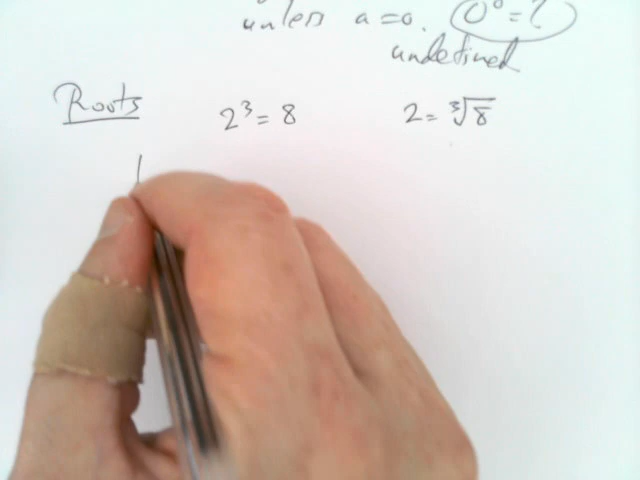 unless a=0. 0⁰=?
undefined
Roots 2³=8 2=∛8